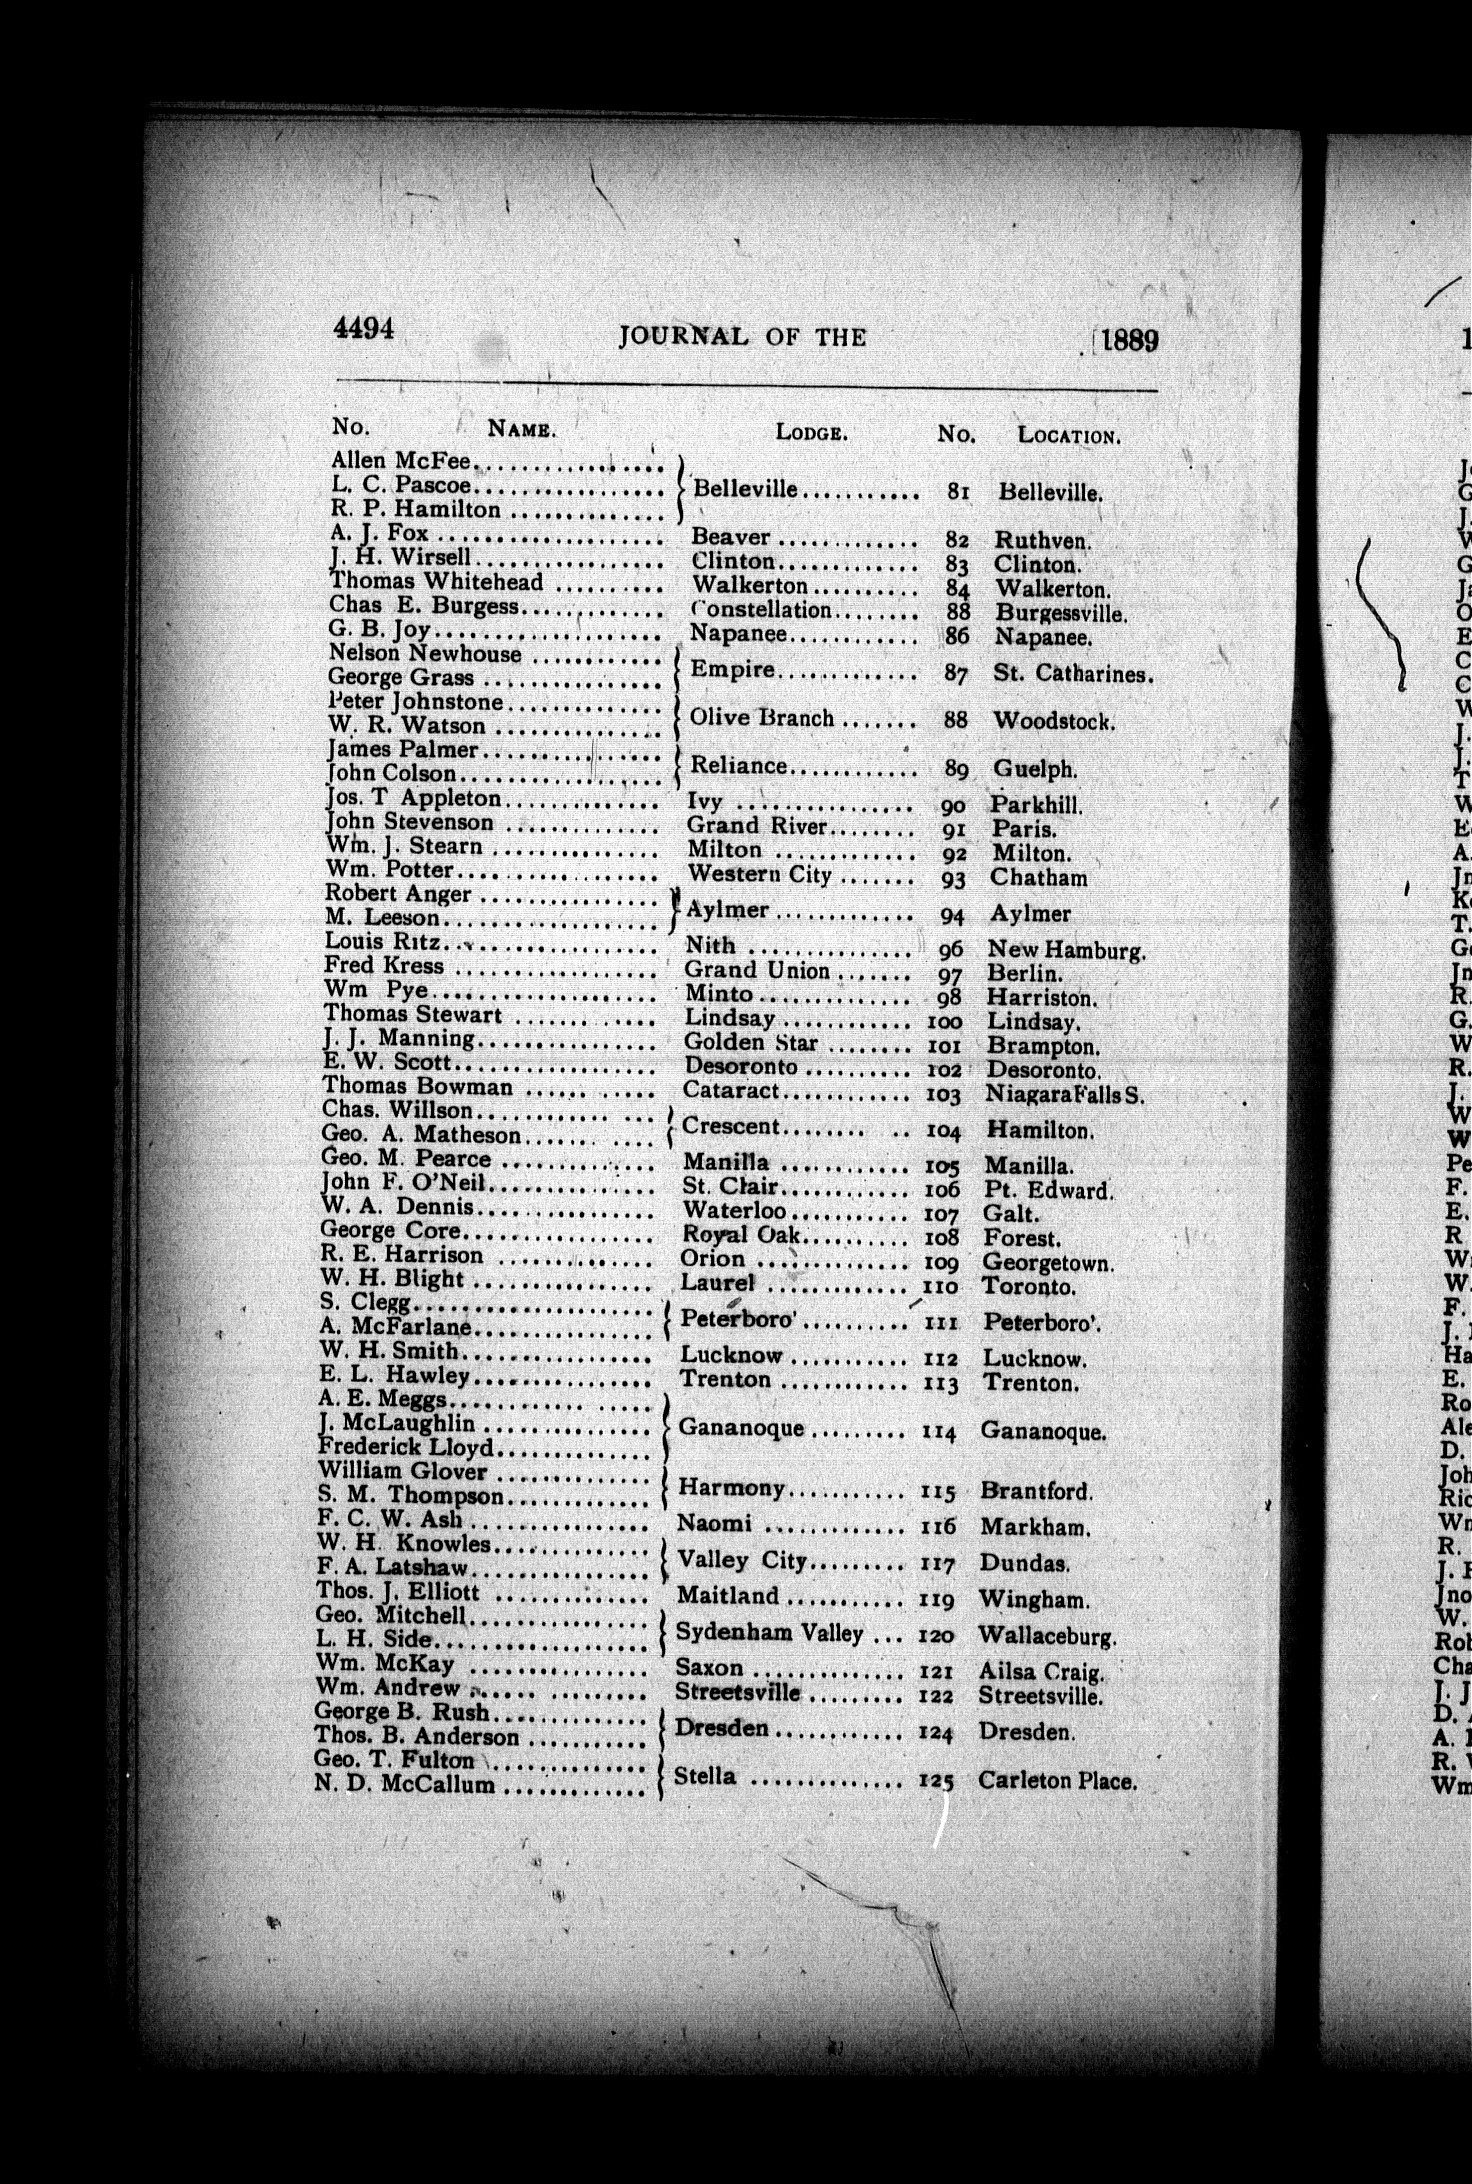 4494 JOURNAL OF THE [1889
No. NAME. LODGE. No. LOCATION.
Allen McFee................ }
L. C. Pascoe................ } Belleville........... 81 Belleville.
R. P. Hamilton .............. }
A. J. Fox ................... Beaver ............. 82 Ruthven.
J. H. Wirsell................ Clinton............. 83 Clinton.
Thomas Whitehead .......... Walkerton.......... 84 Walkerton.
Chas E. Burgess............. Constellation........ 88 Burgessville.
G. B. Joy................... Napanee............ 86 Napanee.
Nelson Newhouse ........... {
George Grass ............... { Empire............. 87 St. Catharines.
Peter Johnstone............. }
W. R. Watson .............. { Olive Branch ....... 88 Woodstock.
James Palmer............... }
John Colson................. { Reliance............ 89 Guelph.
Jos. T Appleton............. Ivy ............... 90 Parkhill.
John Stevenson ............. Grand River........ 91 Paris.
Wm. J. Stearn .............. Milton ............. 92 Milton.
Wm. Potter.................. Western City ....... 93 Chatham
Robert Anger ............... }
M. Leeson.................. } Aylmer............. 94 Aylmer
Louis Ritz.................. Nith ............... 96 New Hamburg.
Fred Kress ................. Grand Union ....... 97 Berlin.
Wm Pye.................... Minto.............. 98 Harriston.
Thomas Stewart ............ Lindsay............ 100 Lindsay.
J. J. Manning............... Golden Star ........ 101 Brampton.
E. W. Scott................. Desoronto .......... 102 Desoronto.
Thomas Bowman ...... ..... Cataract............ 103 Niagara Falls S.
Chas. Willson............ ... }
Geo. A. Matheson....... .... { Crescent........ .. 104 Hamilton.
Geo. M. Pearce ............. Manilla ............ 105 Manilla.
John F. O'Neil............... St. Clair............ 106 Pt. Edward.
W. A. Dennis................ Waterloo........... 107 Galt.
George Core................. Royal Oak.......... 108 Forest.
R. E. Harrison .............. Orion .............. 109 Georgetown.
W. H. Blight ................ Laurel ............. 110 Toronto.
S. Clegg.................... {
A. McFarlane................ { Peterboro'.......... 111 Peterboro'.
W. H. Smith................. Lucknow........... 112 Lucknow.
E. L. Hawley................ Trenton ............ 113 Trenton.
A. E. Meggs............ ..... }
J. McLaughlin ............... { Gananoque ......... 114 Gananoque.
Frederick Lloyd............. }
William Glover .............. }
S. M. Thompson............. { Harmony........... 115 Brantford.
F. C. W. Ash ............... Naomi ............. 116 Markham.
W. H. Knowles.............. }
F. A. Latshaw............... { Valley City......... 117 Dundas.
Thos. J. Elliott ............. Maitland ........... 119 Wingham.
Geo. Mitchell............... }
L. H. Side.................. { Sydenham Valley ... 120 Wallaceburg.
Wm. McKay ................ Saxon ............. 121 Ailsa Craig.
Wm. Andrew ...... ......... Streetsville ......... 122 Streetsville.
George B. Rush.............. }
Thos. B. Anderson .......... { Dresden............ 124 Dresden.
Geo. T. Fulton .............. }
N. D. McCallum ............. { Stella .............. 125 Carleton Place.